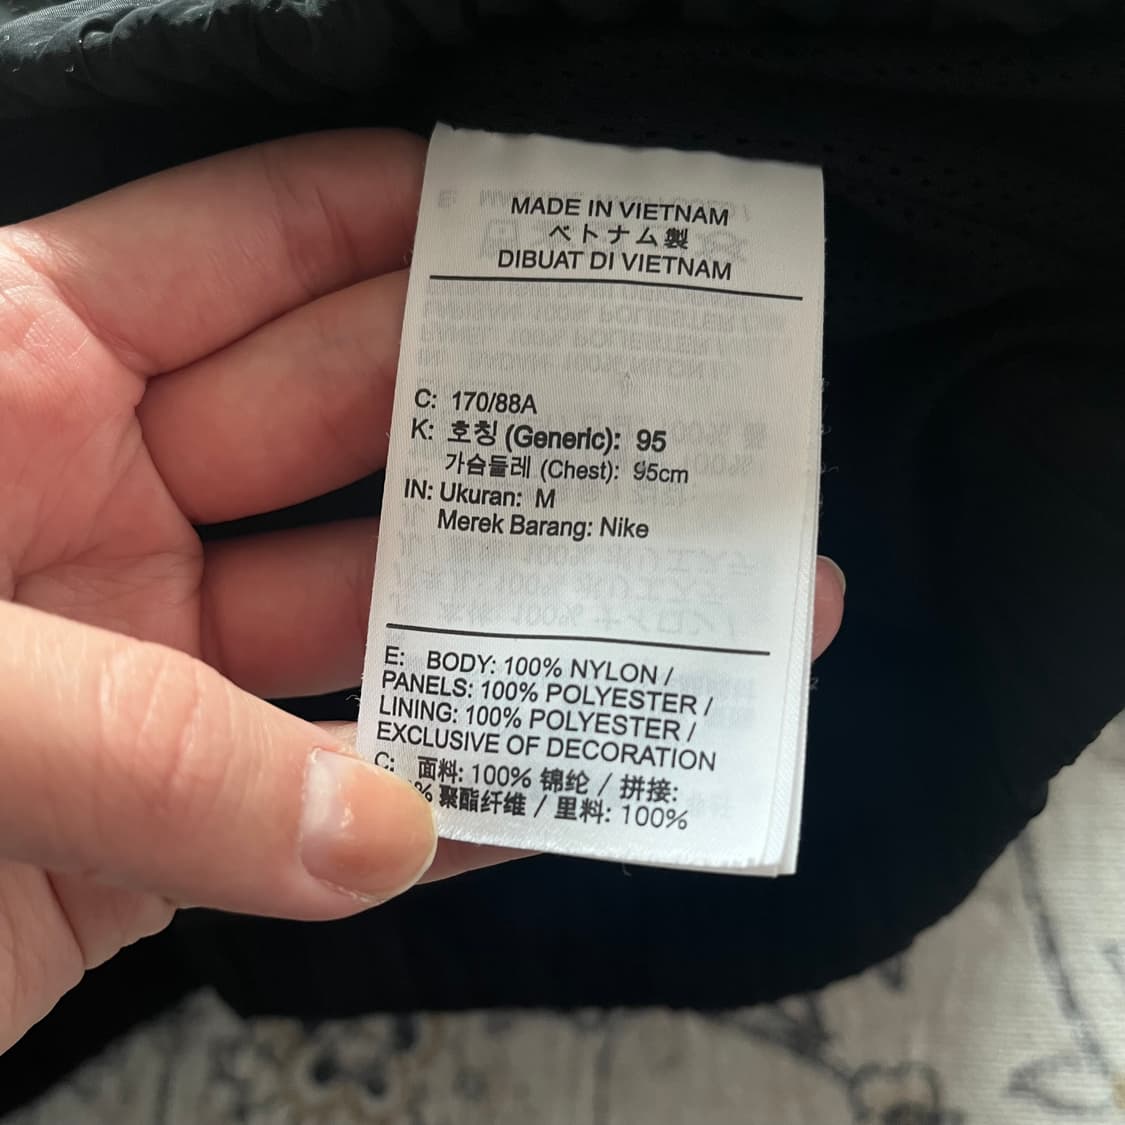 MADE IN VIETNAM
ベトナム製
DIBUAT DI VIETNAM
C: 170/88A
K: 호칭 (Generic): 95
가슴둘레 (Chest): 95cm
IN: Ukuran: M
Merek Barang: Nike
E: BODY: 100% NYLON /
PANELS: 100% POLYESTER /
LINING: 100% POLYESTER /
EXCLUSIVE OF DECORATION
C: 面料: 100% 锦纶 / 拼接:
% 聚酯纤维 / 里料: 100%